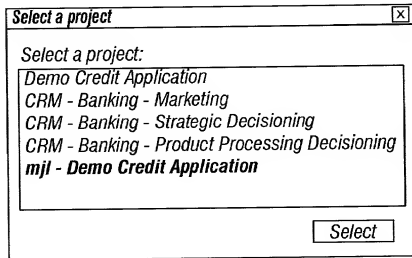 Select a project
X
Select a project:
Demo Credit Application
CRM - Banking - Marketing
CRM - Banking - Strategic Decisioning
CRM - Banking - Product Processing Decisioning
mjl - Demo Credit Application
Select